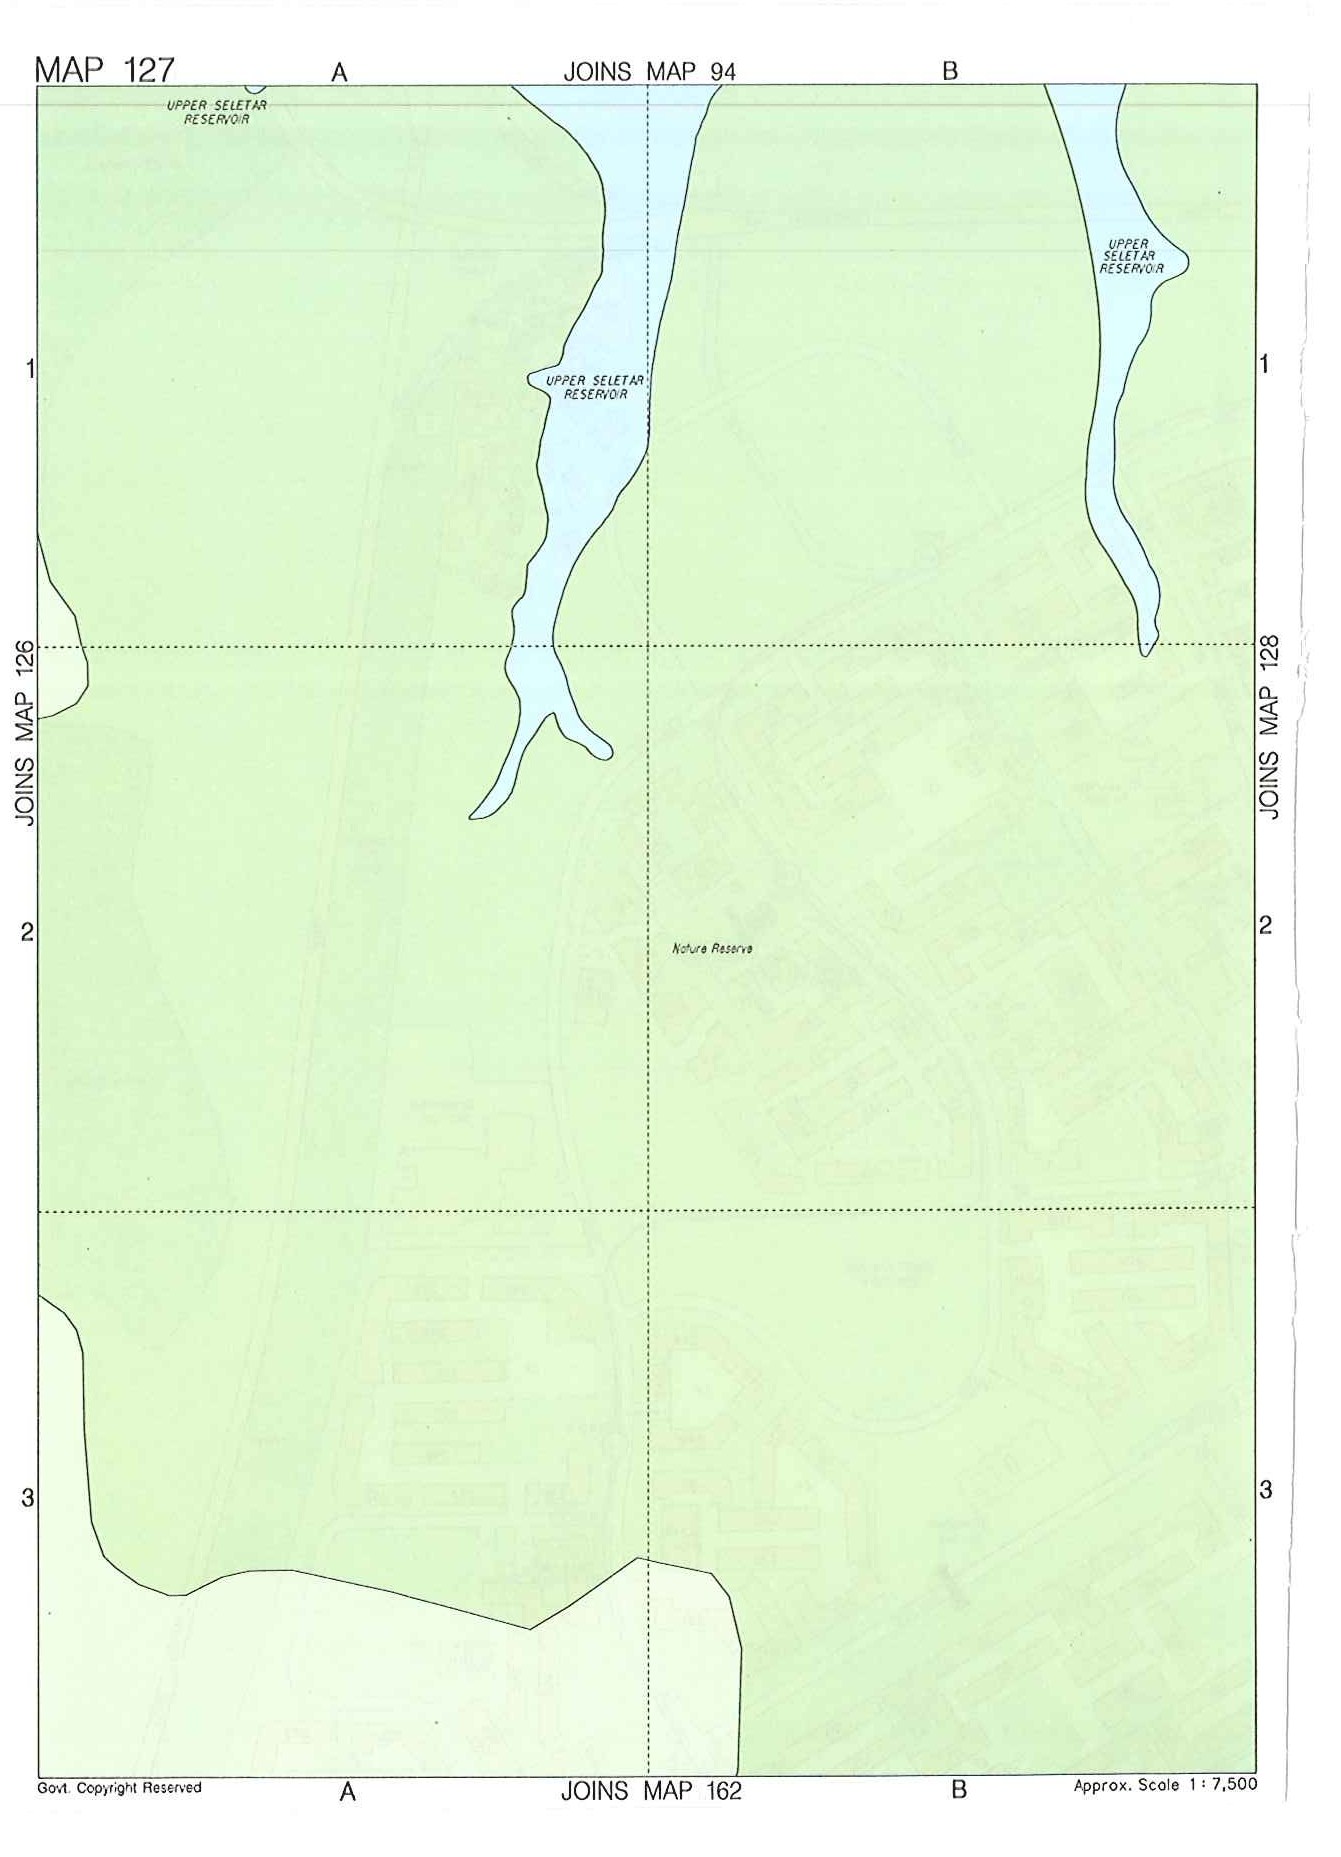 MAP 127
A
JOINS MAP 94
B
UPPER SELETAR
RESERVOIR
UPPER
SELETAR
RESERVOIR
1
1
UPPER SELETAR
RESERVOIR
JOINS MAP 126
JOINS MAP 128
2
2
Nature Reserve
3
3
Govt. Copyright Reserved
A
JOINS MAP 162
B
Approx. Scale 1:7,500